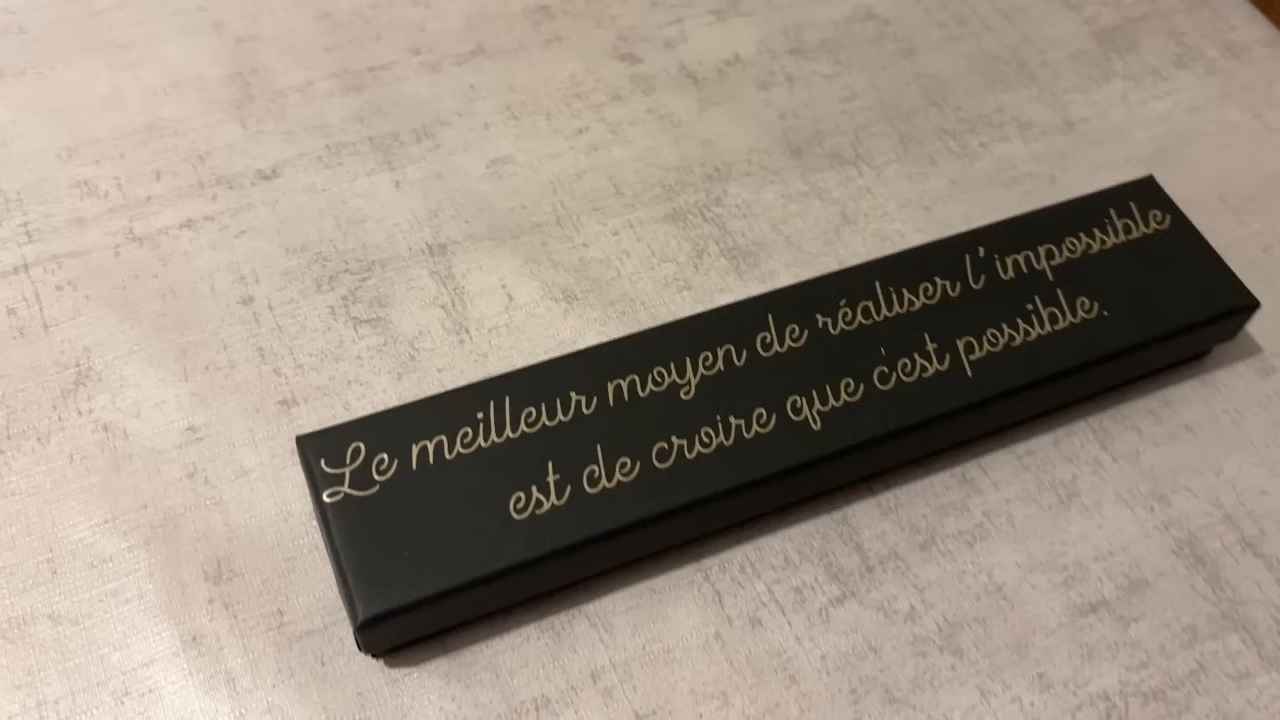 Le meilleur moyen de réaliser l'impossible
est de croire que c'est possible.